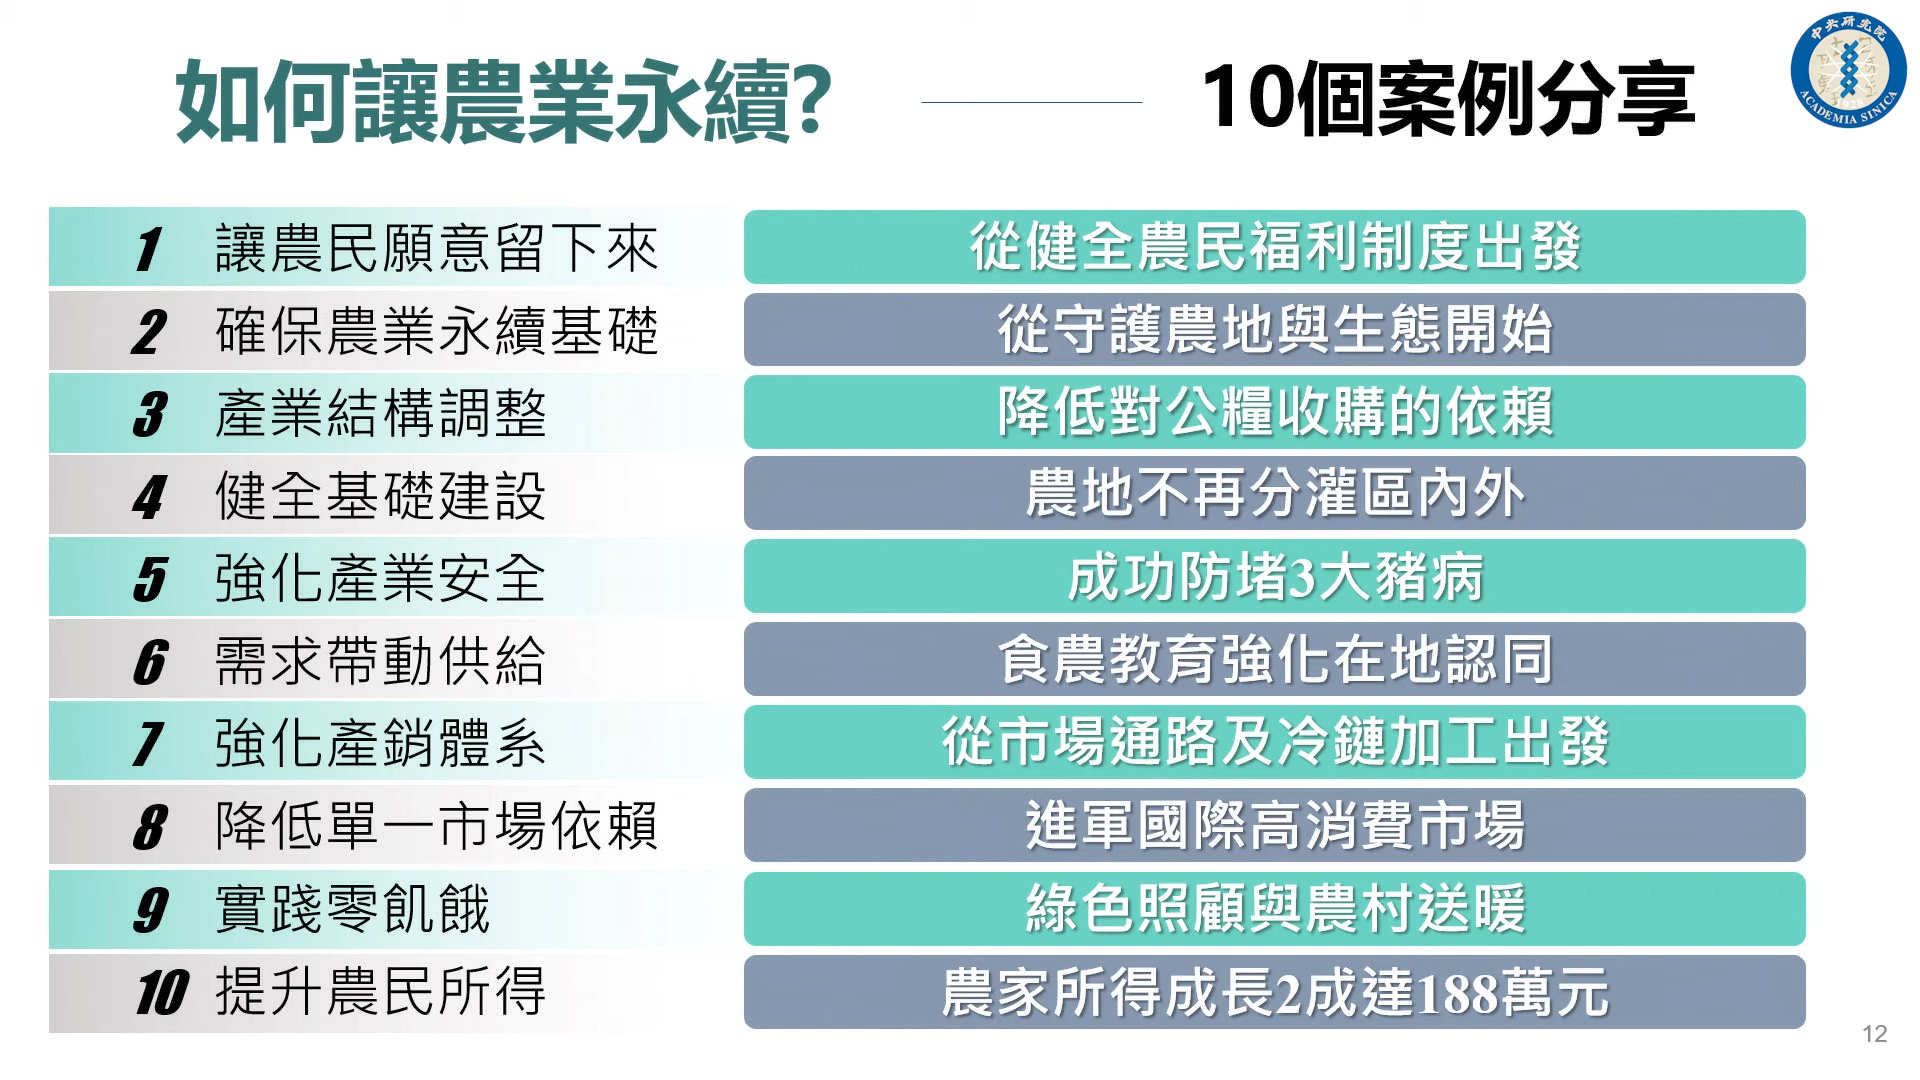 如何讓農業永續?
10個案例分享
中央研究院
ACADEMIA SINICA
1 讓農民願意留下來 從健全農民福利制度出發
2 確保農業永續基礎 從守護農地與生態開始
3 產業結構調整 降低對公糧收購的依賴
4 健全基礎建設 農地不再分灌區內外
5 強化產業安全 成功防堵3大豬病
6 需求帶動供給 食農教育強化在地認同
7 強化產銷體系 從市場通路及冷鏈加工出發
8 降低單一市場依賴 進軍國際高消費市場
9 實踐零飢餓 綠色照顧與農村送暖
10 提升農民所得 農家所得成長2成達188萬元
12